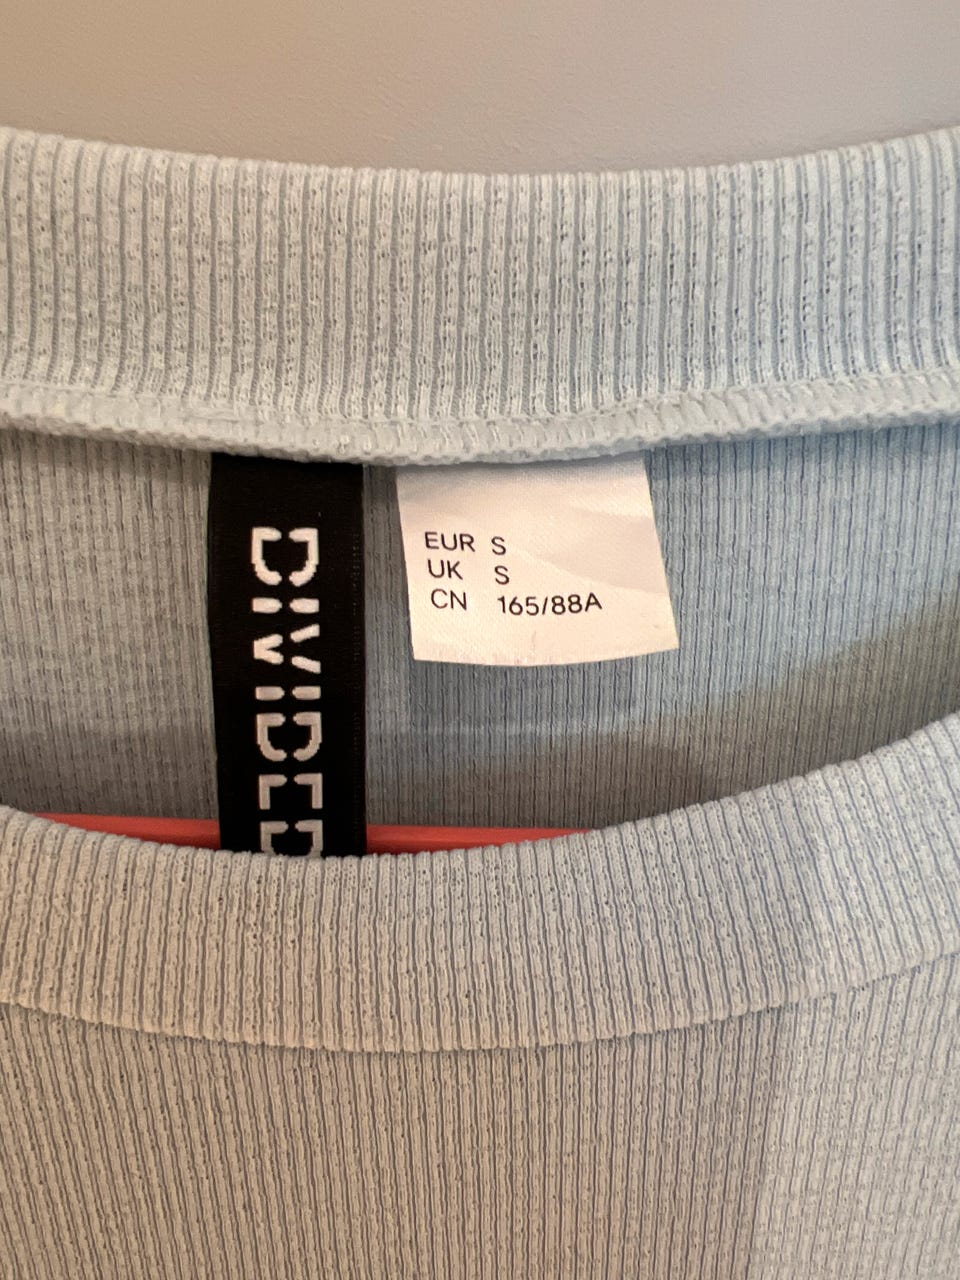 DIVIDED
EUR S
UK S
CN 165/88A